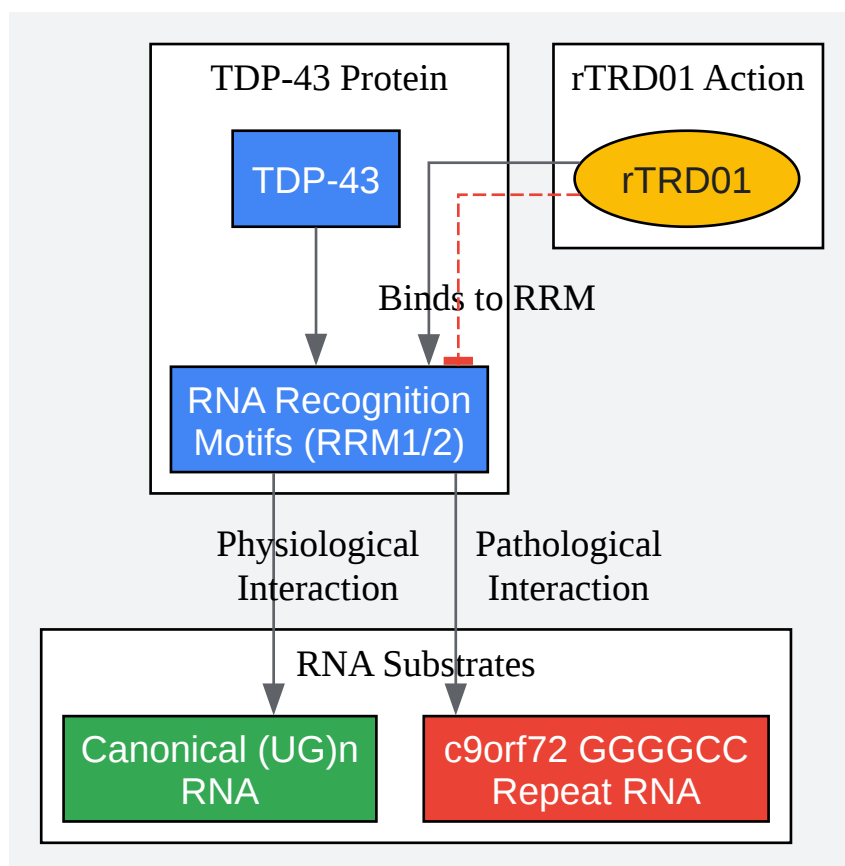 TDP-43 Protein
rTRD01 Action
TDP-43
rTRD01
Binds to RRM
RNA Recognition
Motifs (RRM1/2)
Physiological
Interaction
Pathological
Interaction
RNA Substrates
Canonical (UG)n
RNA
c9orf72 GGGGCC
Repeat RNA